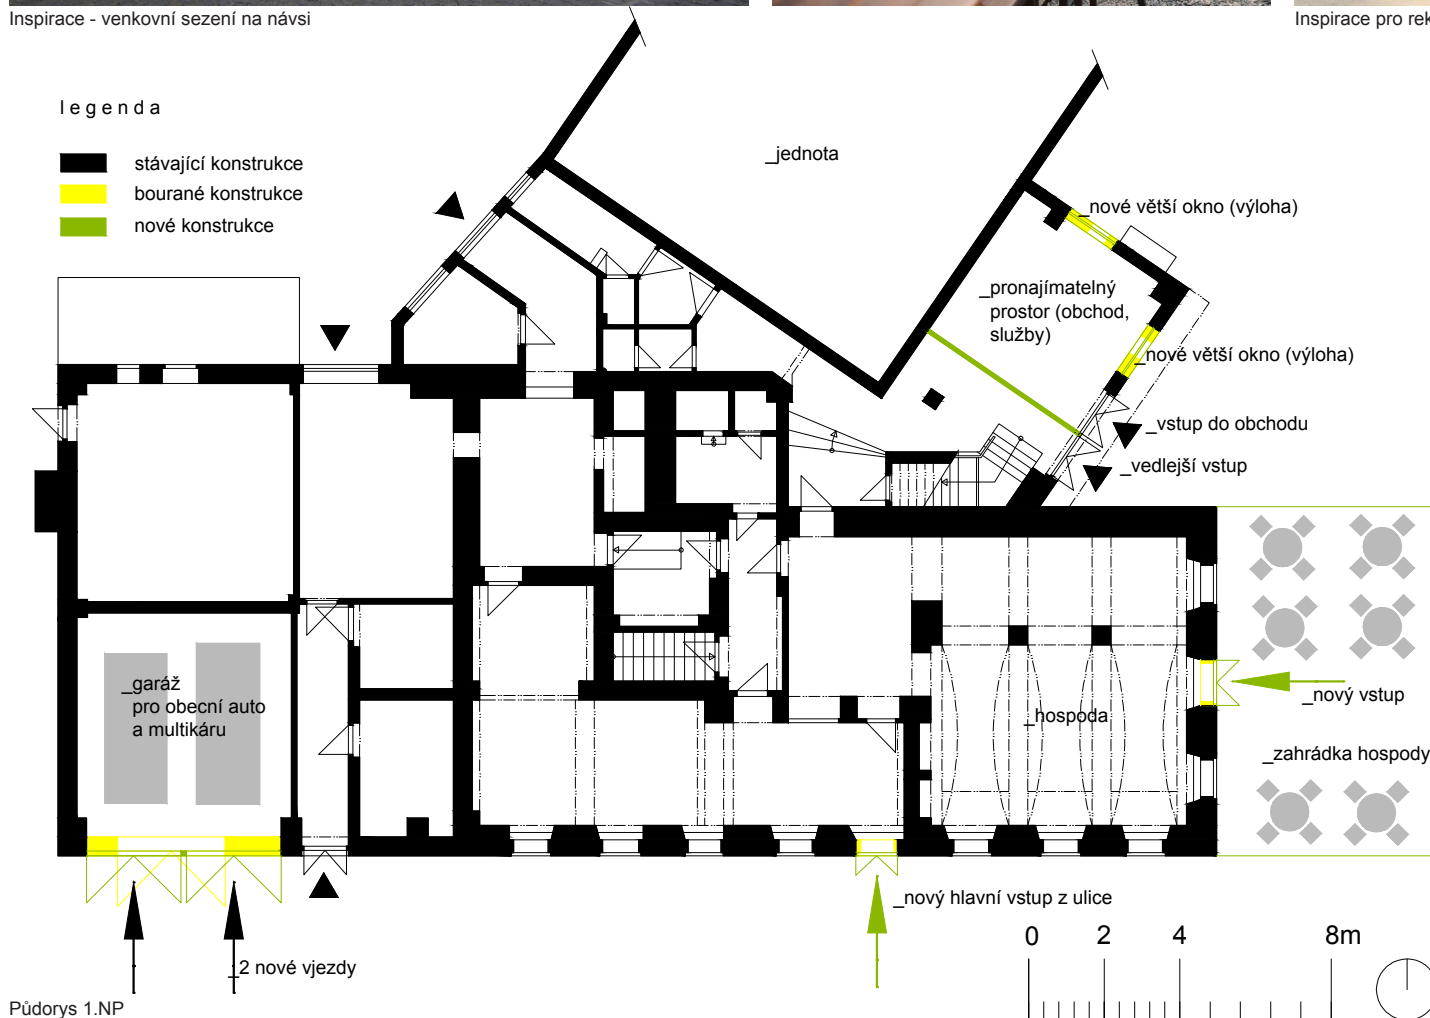 Inspirace - venkovní sezení na návsi
Inspirace pro rek
legenda
stávající konstrukce
bourané konstrukce
nové konstrukce
_jednota
_nové větší okno (výloha)
_pronajímatelný
prostor (obchod,
služby)
_nové větší okno (výloha)
_vstup do obchodu
_vedlejší vstup
_garáž
pro obecní auto
a multikáru
_hospoda
_nový vstup
_zahrádka hospody
_nový hlavní vstup z ulice
_2 nové vjezdy
0 2 4 8m
Půdorys 1.NP